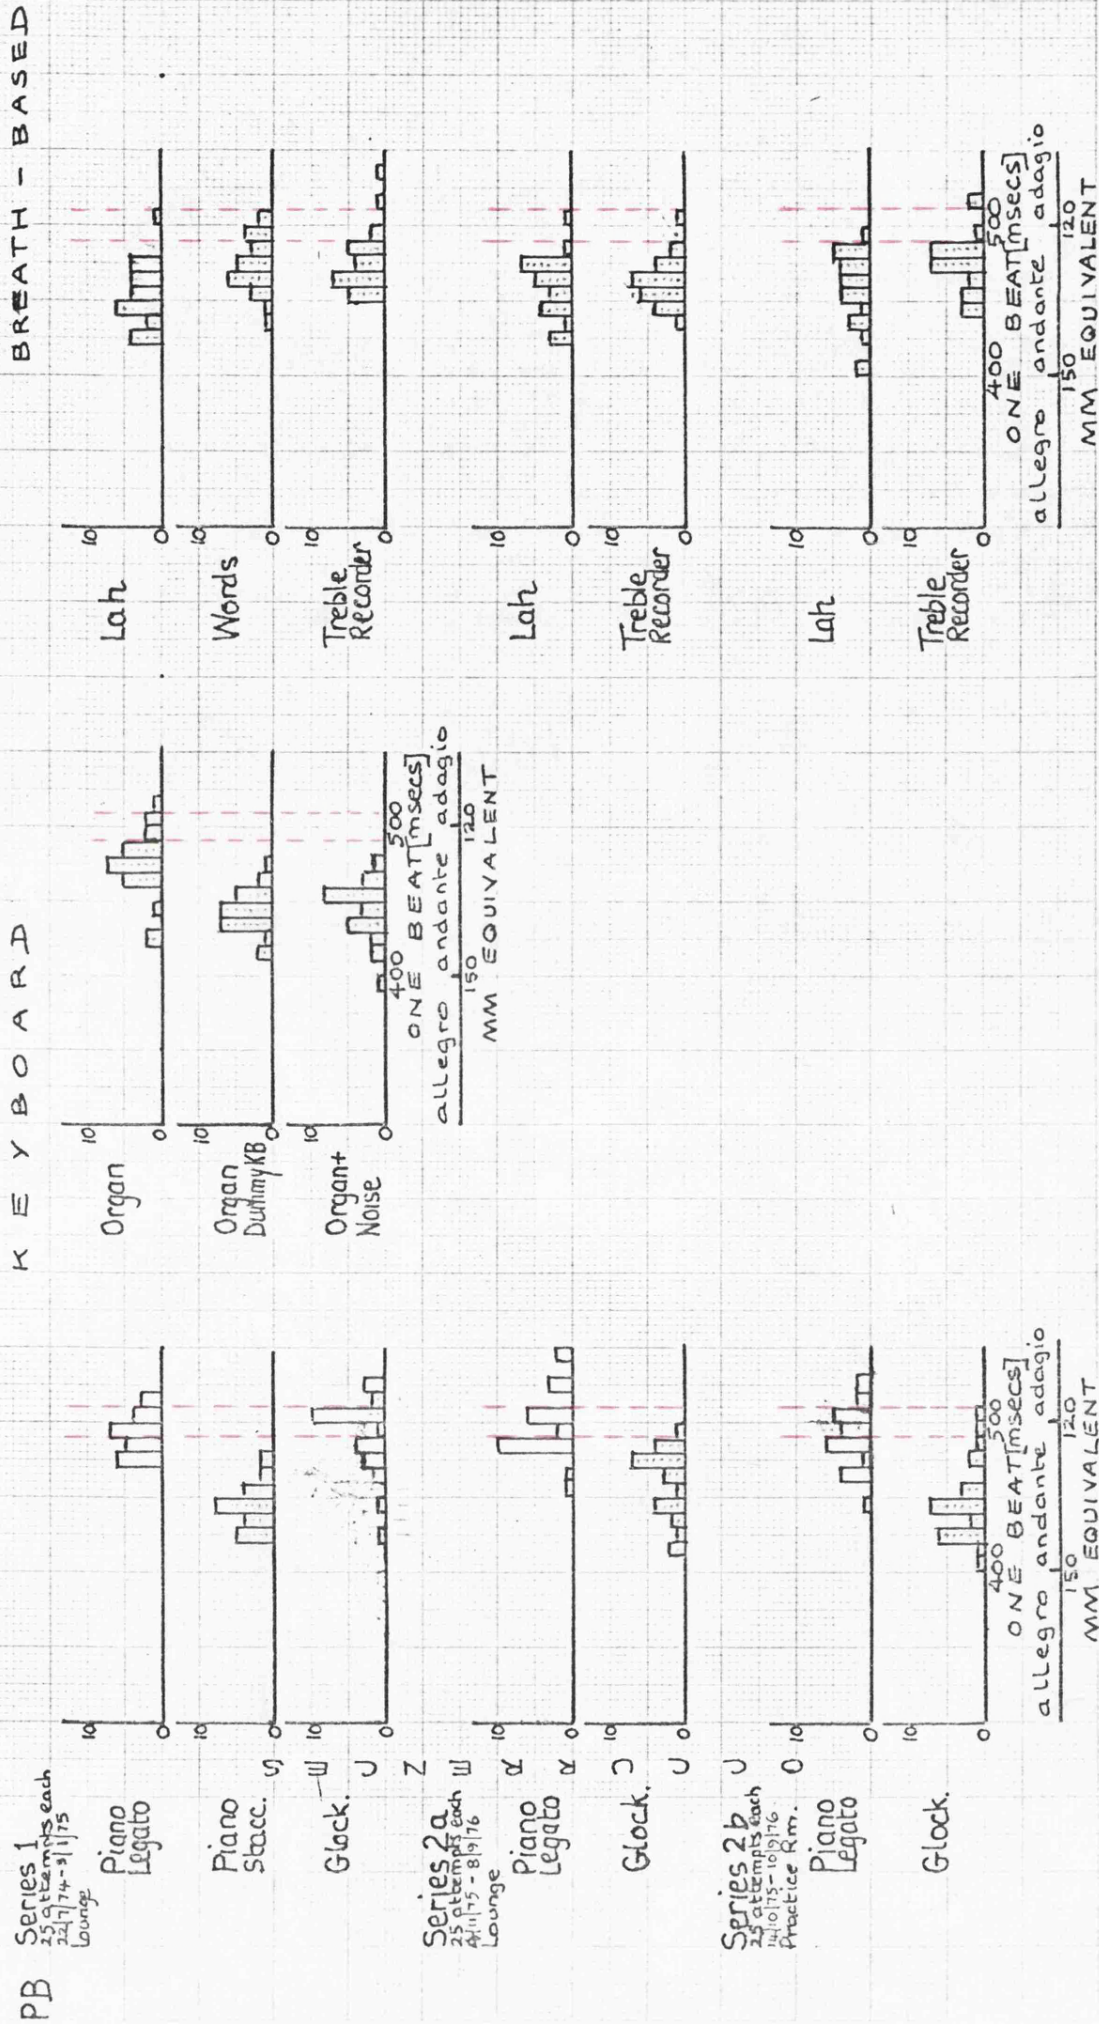 PB
KEYBOARD
BREATH - BASED
Series 1
25 attempts each
22/7/74 - 3/1/75
Lounge
Piano
Legato
10
0
Organ
10
0
Lah
10
0
Piano
Stacc.
10
0
Organ
Dummy KB
10
0
Words
10
0
Glock.
10
0
Organ+
Noise
10
0
Treble
Recorder
10
0
400 500
ONE BEAT [msecs]
allegro andante adagio
150 120
MM EQUIVALENT
OCCURRENCES
Series 2a
25 attempts each
4/11/75 - 8/9/76
Lounge
Piano
Legato
10
0
Lah
10
0
Glock.
10
0
Treble
Recorder
10
0
Series 2b
25 attempts each
14/10/75 - 10/9/76
Practice Rm.
Piano
Legato
10
0
Lah
10
0
Glock.
10
0
Treble
Recorder
10
0
400 500
ONE BEAT [msecs]
allegro andante adagio
150 120
MM EQUIVALENT
400 500
ONE BEAT [msecs]
allegro andante adagio
150 120
MM EQUIVALENT